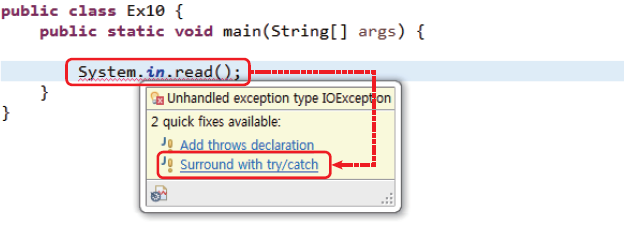 public class Ex10 {
public static void main(String[] args) {
System.in.read();
}
}
Unhandled exception type IOException
2 quick fixes available:
Add throws declaration
Surround with try/catch